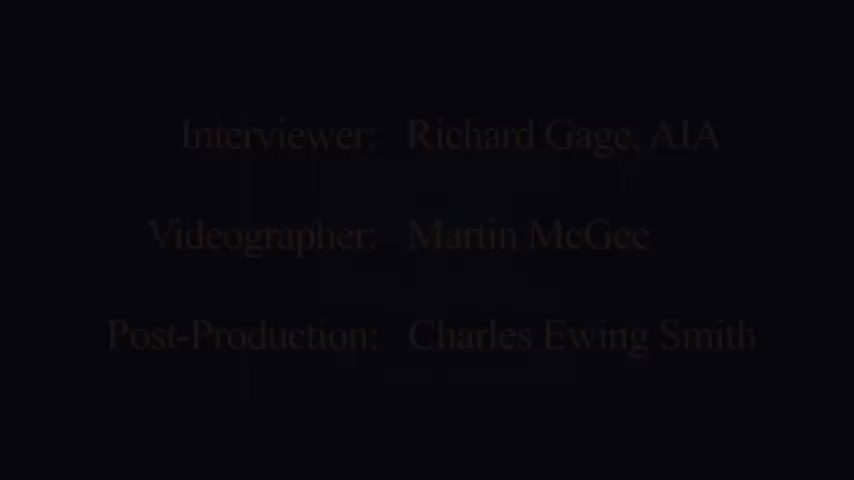 Interviewer: Richard Gage, AIA
Videographer: Martin McGee
Post-Production: Charles Ewing Smith